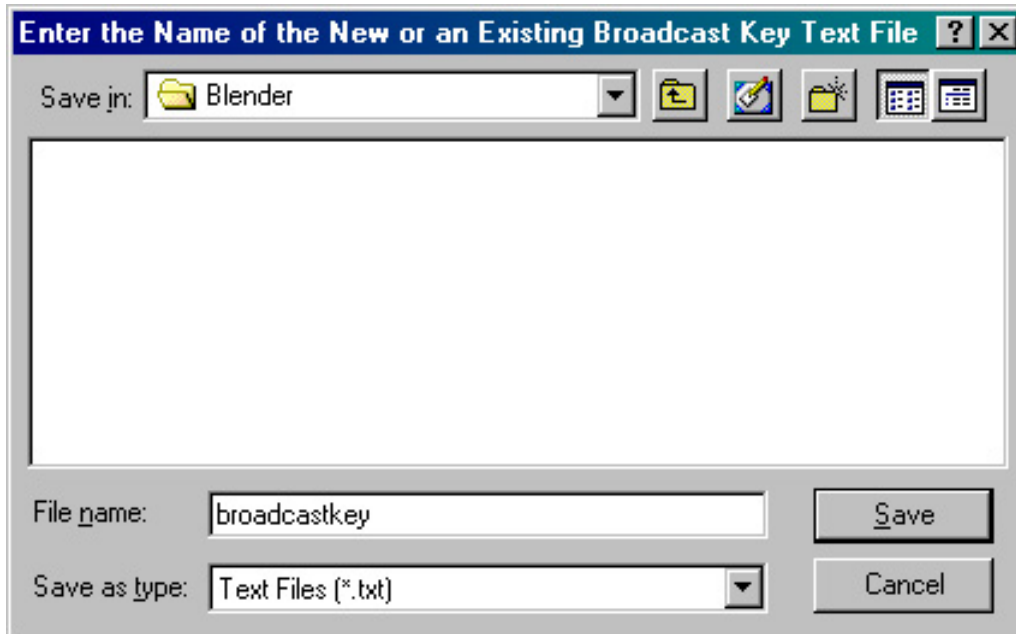 Enter the Name of the New or an Existing Broadcast Key Text File
Save in: Blender
File name: broadcastkey Save
Save as type: Text Files (*.txt) Cancel